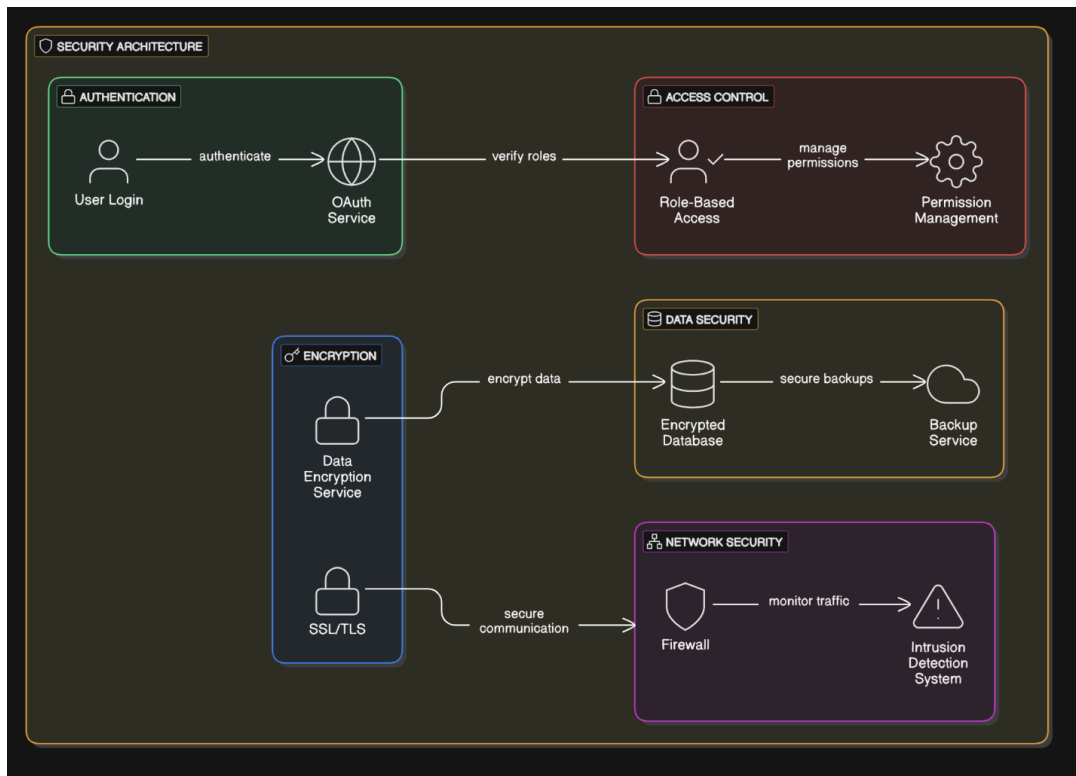 SECURITY ARCHITECTURE
AUTHENTICATION
User Login
authenticate
OAuth
Service
verify roles
ACCESS CONTROL
Role-Based
Access
manage
permissions
Permission
Management
ENCRYPTION
Data
Encryption
Service
encrypt data
DATA SECURITY
Encrypted
Database
secure backups
Backup
Service
SSL/TLS
secure
communication
NETWORK SECURITY
Firewall
monitor traffic
Intrusion
Detection
System